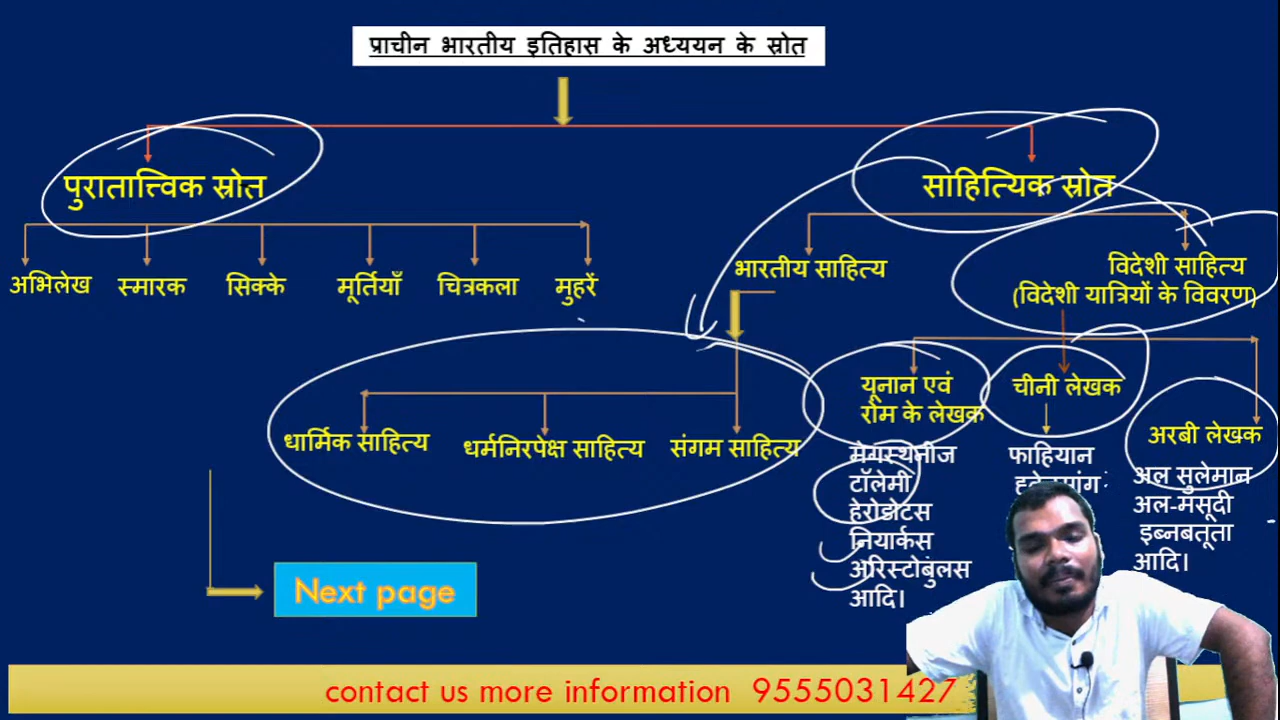 प्राचीन भारतीय इतिहास के अध्ययन के स्रोत
पुरातात्त्विक स्रोत
साहित्यिक स्रोत
अभिलेख
स्मारक
सिक्के
मूर्तियाँ
चित्रकला
मुहरें
भारतीय साहित्य
विदेशी साहित्य
(विदेशी यात्रियों के विवरण)
धार्मिक साहित्य
धर्मनिरपेक्ष साहित्य
संगम साहित्य
यूनान एवं
रोम के लेखक
मेगस्थनीज
टॉलेमी
हेरोडोटस
नियार्कस
अरिस्टोबुंलस
आदि।
चीनी लेखक
फाहियान
अरबी लेखक
अल सुलेमान
अल-मसूदी
इब्नबतूता
आदि।
Next page
contact us more information 9555031427